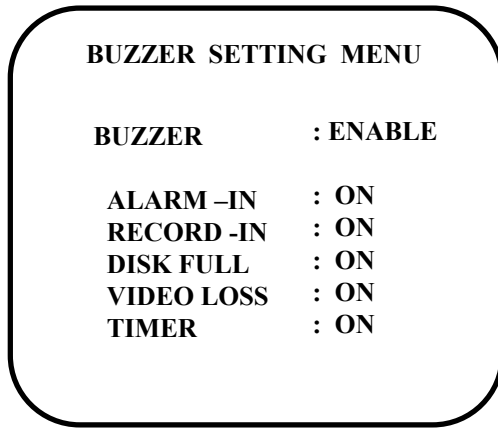 BUZZER SETTING MENU
BUZZER : ENABLE
ALARM –IN : ON
RECORD -IN : ON
DISK FULL : ON
VIDEO LOSS : ON
TIMER : ON